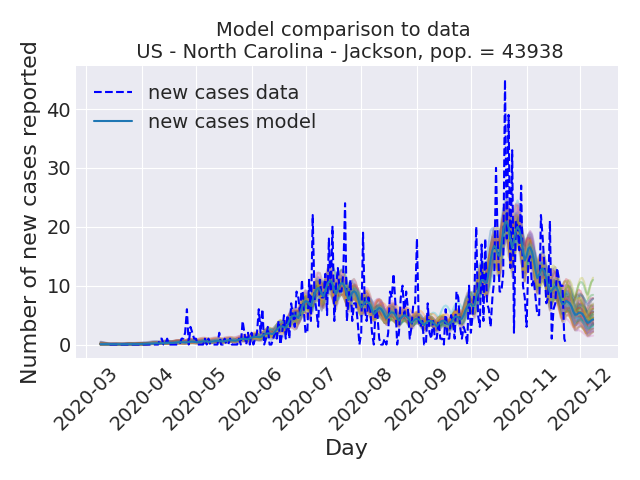 Model comparison to data
US - North Carolina - Jackson, pop. = 43938
new cases data
new cases model
Number of new cases reported
40
30
20
10
0
2020-03
2020-04
2020-05
2020-06
2020-07
2020-08
2020-09
2020-10
2020-11
2020-12
Day